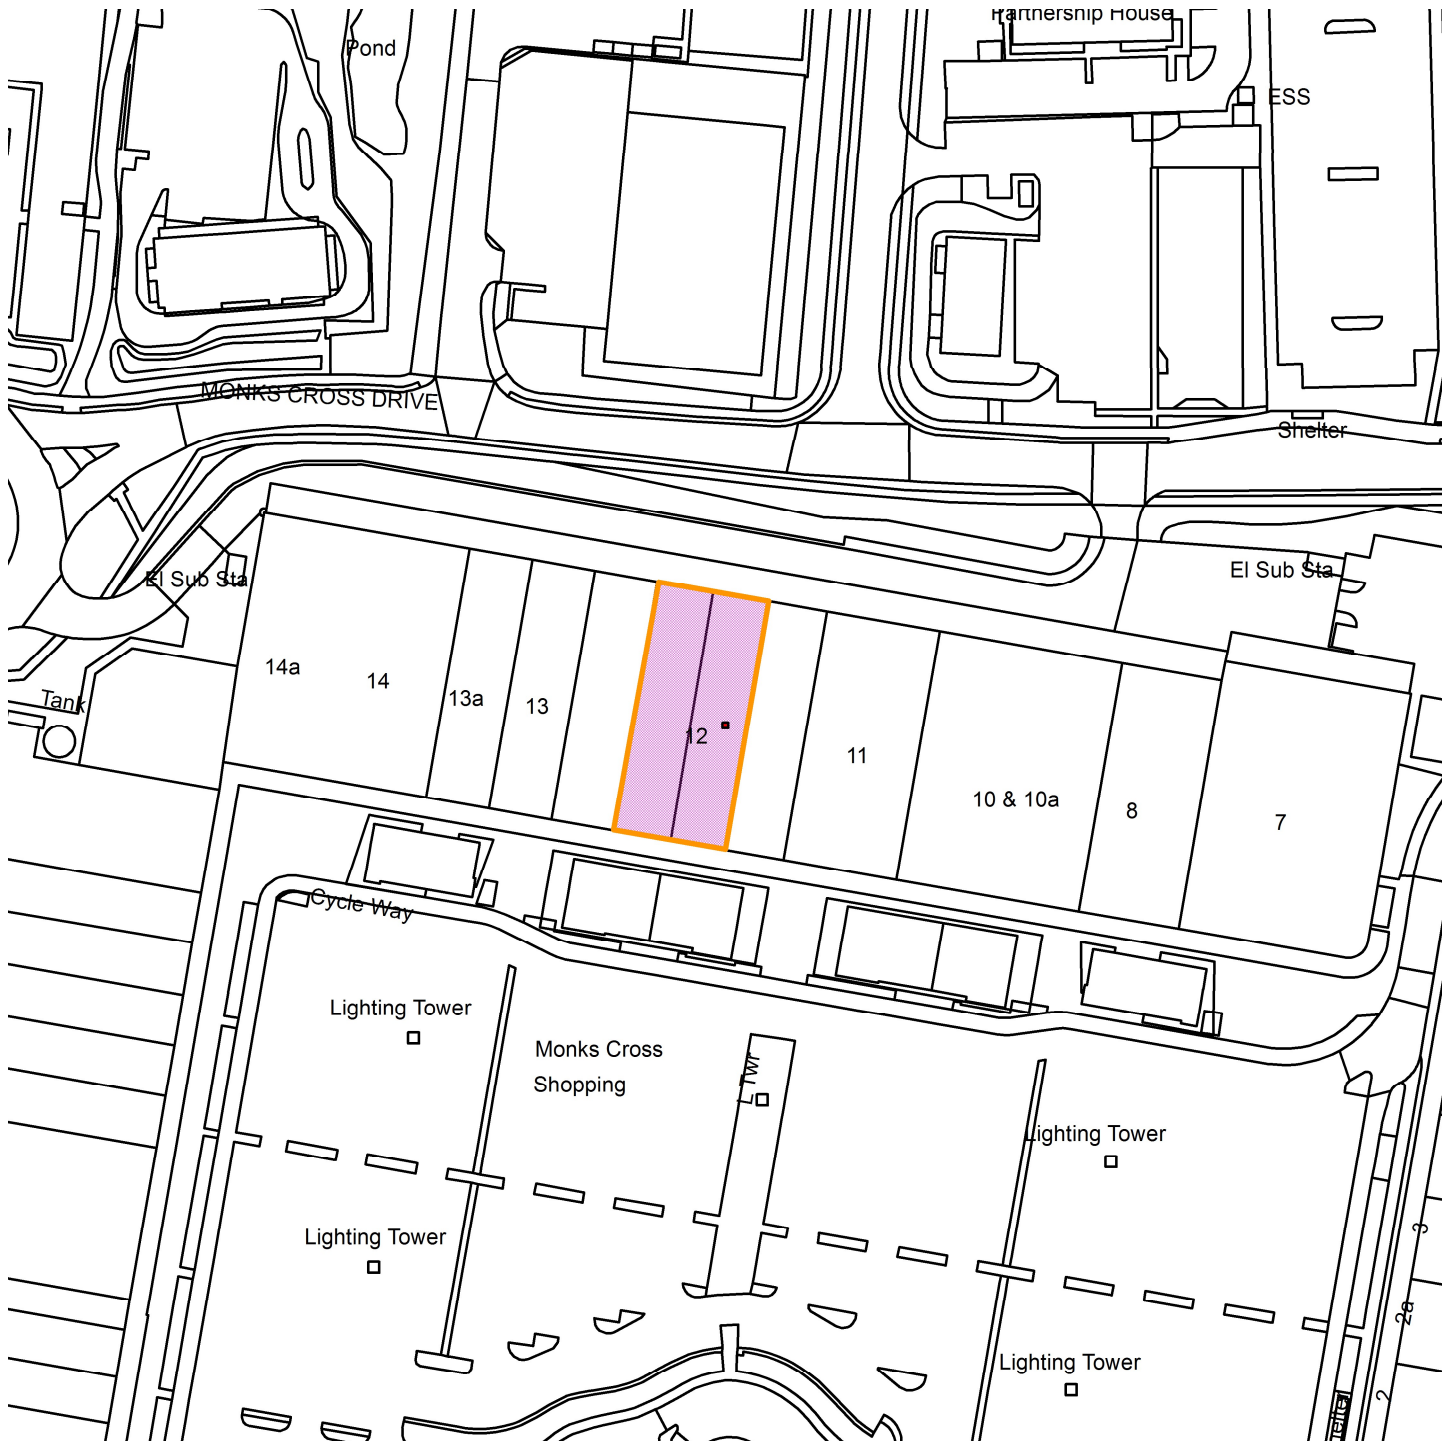 Partnership House
Pond
ESS
MONKS CROSS DRIVE
Shelter
El Sub Sta
El Sub Sta
14a
14
13a
13
12
11
10 & 10a
8
7
Tank
Cycle Way
Lighting Tower
Monks Cross
Shopping
L Twr
Lighting Tower
Lighting Tower
Lighting Tower
3
2a
2